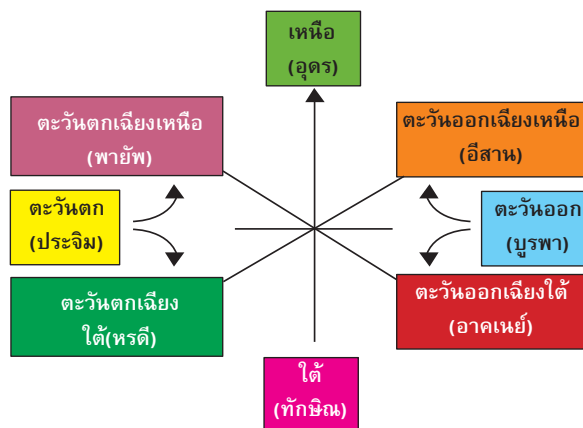 เหนือ
(อุดร)
ตะวันตกเฉียงเหนือ
(พายัพ)
ตะวันออกเฉียงเหนือ
(อีสาน)
ตะวันตก
(ประจิม)
ตะวันออก
(บูรพา)
ตะวันตกเฉียง
ใต้(หรดี)
ตะวันออกเฉียงใต้
(อาคเนย์)
ใต้
(ทักษิณ)